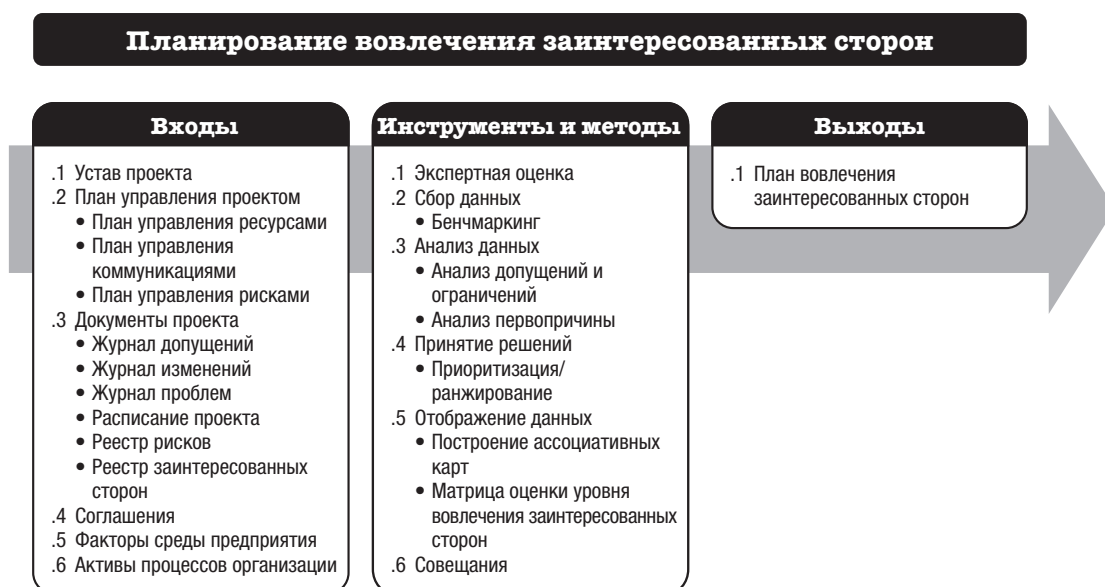 Планирование вовлечения заинтересованных сторон
Входы
.1 Устав проекта
.2 План управления проектом
• План управления ресурсами
• План управления
коммуникациями
• План управления рисками
.3 Документы проекта
• Журнал допущений
• Журнал изменений
• Журнал проблем
• Расписание проекта
• Реестр рисков
• Реестр заинтересованных
сторон
.4 Соглашения
.5 Факторы среды предприятия
.6 Активы процессов организации
Инструменты и методы
.1 Экспертная оценка
.2 Сбор данных
• Бенчмаркинг
.3 Анализ данных
• Анализ допущений и
ограничений
• Анализ первопричины
.4 Принятие решений
• Приоритизация/
ранжирование
.5 Отображение данных
• Построение ассоциативных
карт
• Матрица оценки уровня
вовлечения заинтересованных
сторон
.6 Совещания
Выходы
.1 План вовлечения
заинтересованных сторон